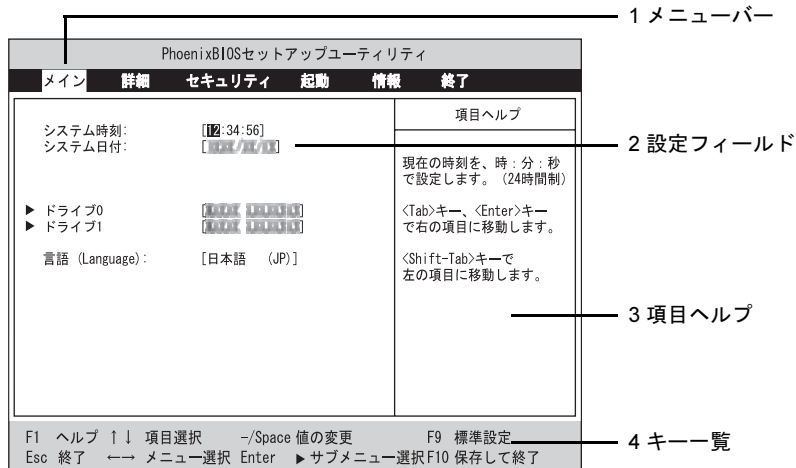 1 メニューバー
PhoenixBIOSセットアップユーティリティ
メイン 詳細 セキュリティ 起動 情報 終了
項目ヘルプ
システム時刻: [12:34:56]
システム日付: [
2 設定フィールド
現在の時刻を、時：分：秒
で設定します。（24時間制）
▶ ドライブ0
▶ ドライブ1
<Tab>キー、<Enter>キー
で右の項目に移動します。
言語 (Language): [日本語 (JP)]
<Shift-Tab>キーで
左の項目に移動します。
3 項目ヘルプ
F1 ヘルプ ↑↓ 項目選択 -/Space 値の変更 F9 標準設定
Esc 終了 ←→ メニュー選択 Enter ▶サブメニュー選択 F10 保存して終了
4 キー一覧